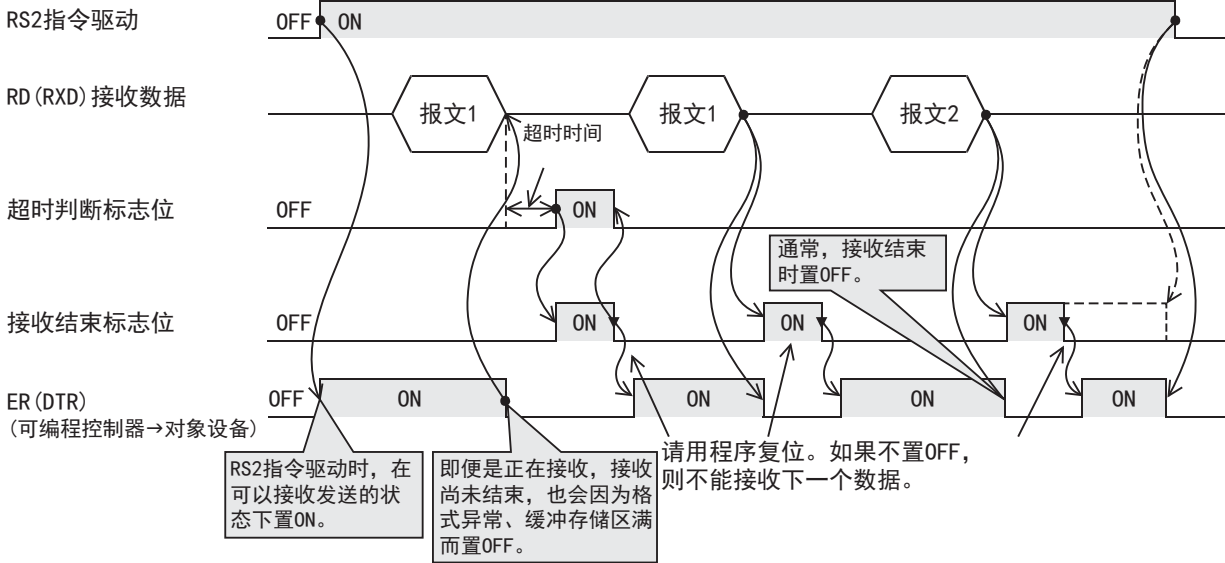 RS2指令驱动
OFF
ON
RD(RXD)接收数据
报文1
报文1
报文2
超时时间
超时判断标志位
OFF
ON
通常，接收结束
时置OFF。
接收结束标志位
OFF
ON
ON
ON
ER(DTR)
(可编程控制器→对象设备)
OFF
ON
ON
ON
ON
RS2指令驱动时，在
可以接收发送的状
态下置ON。
即便是正在接收，接收
尚未结束，也会因为格
式异常、缓冲存储区满
而置OFF。
请用程序复位。如果不置OFF，
则不能接收下一个数据。